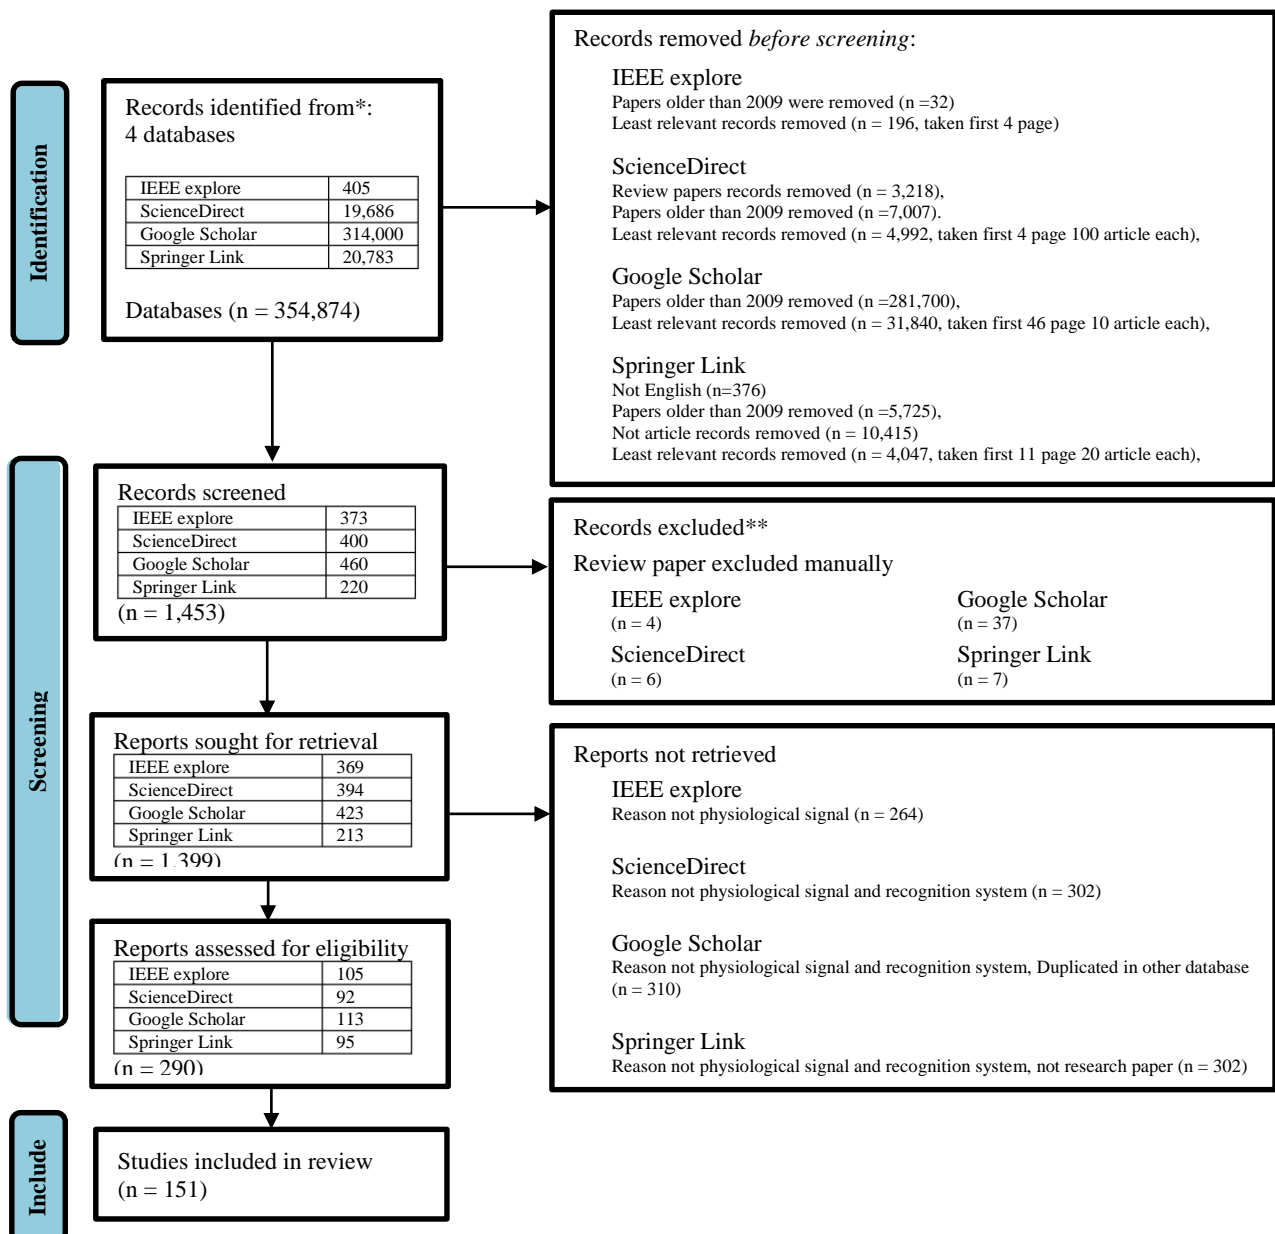 Identification
Records identified from*:
4 databases
IEEE explore 405
ScienceDirect 19,686
Google Scholar 314,000
Springer Link 20,783
Databases (n = 354,874)
Records removed before screening:
IEEE explore
Papers older than 2009 were removed (n =32)
Least relevant records removed (n = 196, taken first 4 page)
ScienceDirect
Review papers records removed (n = 3,218),
Papers older than 2009 removed (n =7,007).
Least relevant records removed (n = 4,992, taken first 4 page 100 article each),
Google Scholar
Papers older than 2009 removed (n =281,700),
Least relevant records removed (n = 31,840, taken first 46 page 10 article each),
Springer Link
Not English (n=376)
Papers older than 2009 removed (n =5,725),
Not article records removed (n = 10,415)
Least relevant records removed (n = 4,047, taken first 11 page 20 article each),
Screening
Records screened
IEEE explore 373
ScienceDirect 400
Google Scholar 460
Springer Link 220
(n = 1,453)
Records excluded**
Review paper excluded manually
IEEE explore
(n = 4)
Google Scholar
(n = 37)
ScienceDirect
(n = 6)
Springer Link
(n = 7)
Reports sought for retrieval
IEEE explore 369
ScienceDirect 394
Google Scholar 423
Springer Link 213
(n = 1,399)
Reports not retrieved
IEEE explore
Reason not physiological signal (n = 264)
ScienceDirect
Reason not physiological signal and recognition system (n = 302)
Google Scholar
Reason not physiological signal and recognition system, Duplicated in other database
(n = 310)
Springer Link
Reason not physiological signal and recognition system, not research paper (n = 302)
Reports assessed for eligibility
IEEE explore 105
ScienceDirect 92
Google Scholar 113
Springer Link 95
(n = 290)
Include
Studies included in review
(n = 151)